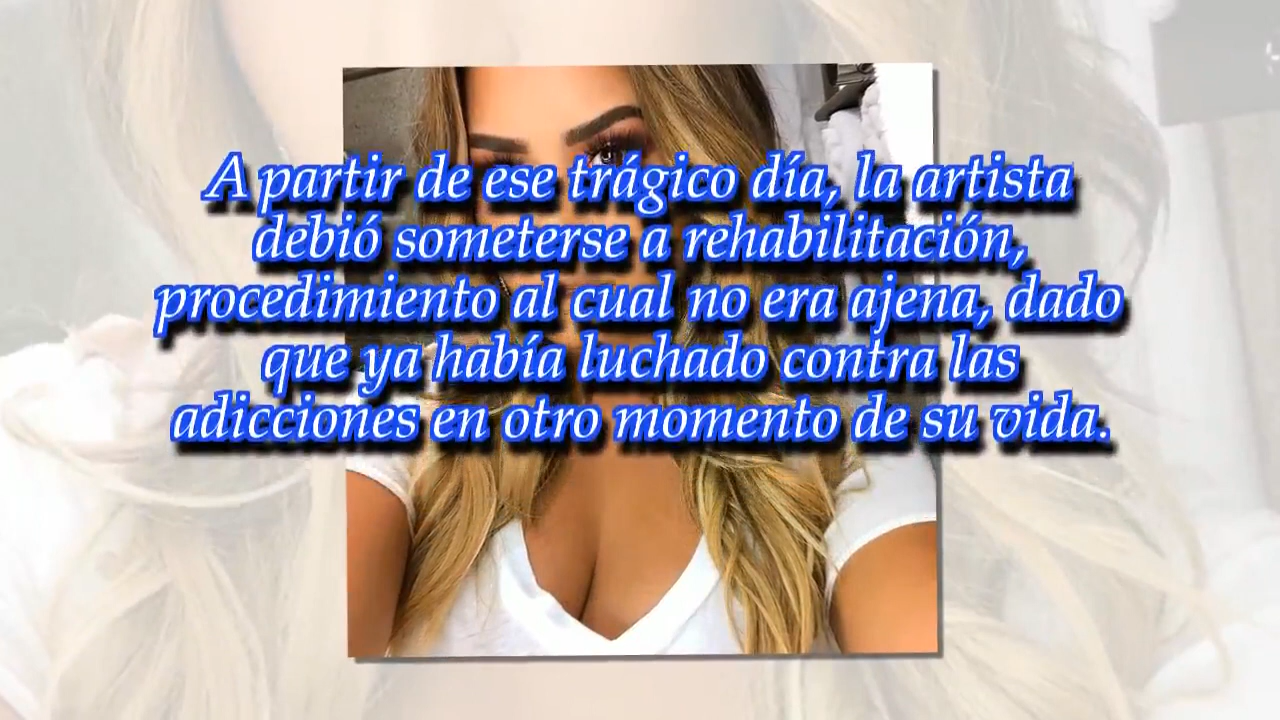 A partir de ese trágico día, la artista
debió someterse a rehabilitación,
procedimiento al cual no era ajena, dado
que ya había luchado contra las
adicciones en otro momento de su vida.